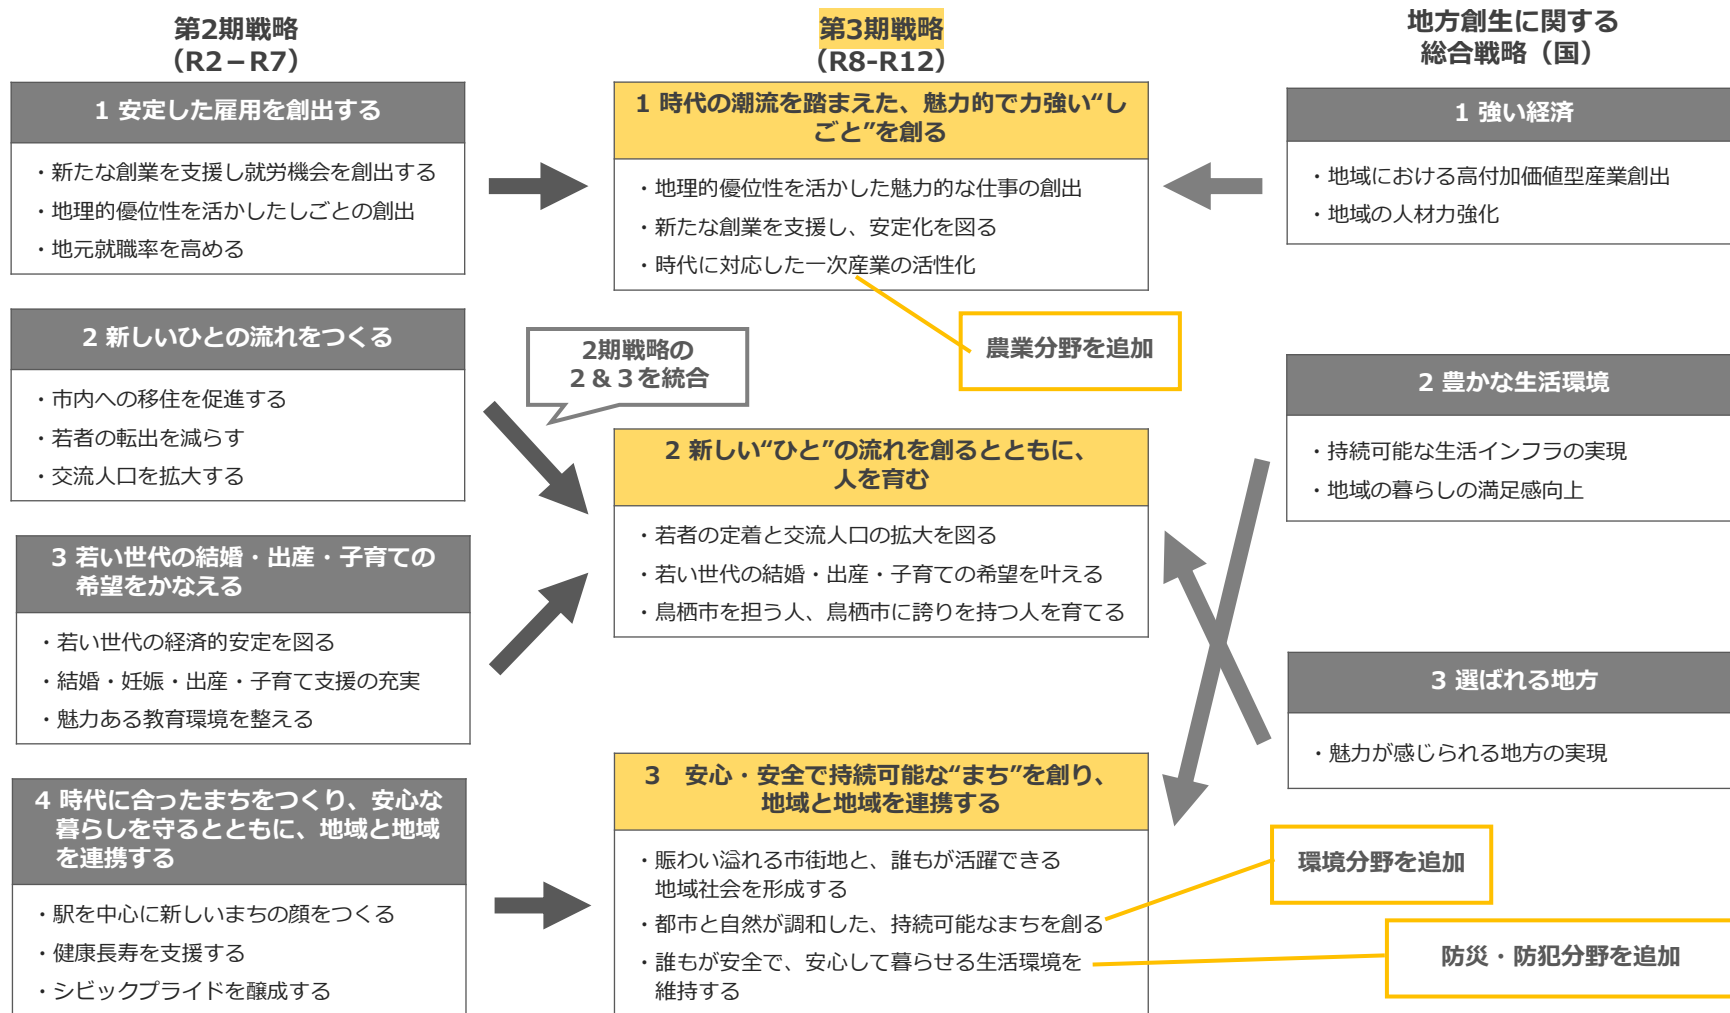 第2期戦略
（R2－R7）
1 安定した雇用を創出する
・新たな創業を支援し就労機会を創出する
・地理的優位性を活かしたしごとの創出
・地元就職率を高める
2 新しいひとの流れをつくる
・市内への移住を促進する
・若者の転出を減らす
・交流人口を拡大する
3 若い世代の結婚・出産・子育ての
希望をかなえる
・若い世代の経済的安定を図る
・結婚・妊娠・出産・子育て支援の充実
・魅力ある教育環境を整える
4 時代に合ったまちをつくり、安心な
暮らしを守るとともに、地域と地域
を連携する
・駅を中心に新しいまちの顔をつくる
・健康長寿を支援する
・シビックプライドを醸成する
2期戦略の
2＆3を統合
第3期戦略
（R8-R12）
1 時代の潮流を踏まえた、魅力的で力強い“し
ごと”を創る
・地理的優位性を活かした魅力的な仕事の創出
・新たな創業を支援し、安定化を図る
・時代に対応した一次産業の活性化
農業分野を追加
2 新しい“ひと”の流れを創るとともに、
人を育む
・若者の定着と交流人口の拡大を図る
・若い世代の結婚・出産・子育ての希望を叶える
・鳥栖市を担う人、鳥栖市に誇りを持つ人を育てる
3　安心・安全で持続可能な“まち”を創り、
地域と地域を連携する
・賑わい溢れる市街地と、誰もが活躍できる
地域社会を形成する
・都市と自然が調和した、持続可能なまちを創る
・誰もが安全で、安心して暮らせる生活環境を
維持する
環境分野を追加
防災・防犯分野を追加
地方創生に関する
総合戦略（国）
1 強い経済
・地域における高付加価値型産業創出
・地域の人材力強化
2 豊かな生活環境
・持続可能な生活インフラの実現
・地域の暮らしの満足感向上
3 選ばれる地方
・魅力が感じられる地方の実現